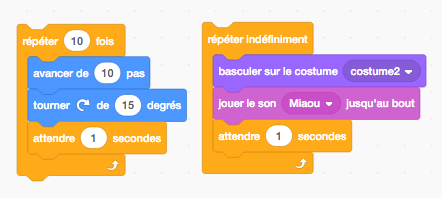 répéter 10 fois
avancer de 10 pas
tourner de 15 degrés
attendre 1 secondes
répéter indéfiniment
basculer sur le costume costume2
jouer le son Miaou jusqu'au bout
attendre 1 secondes